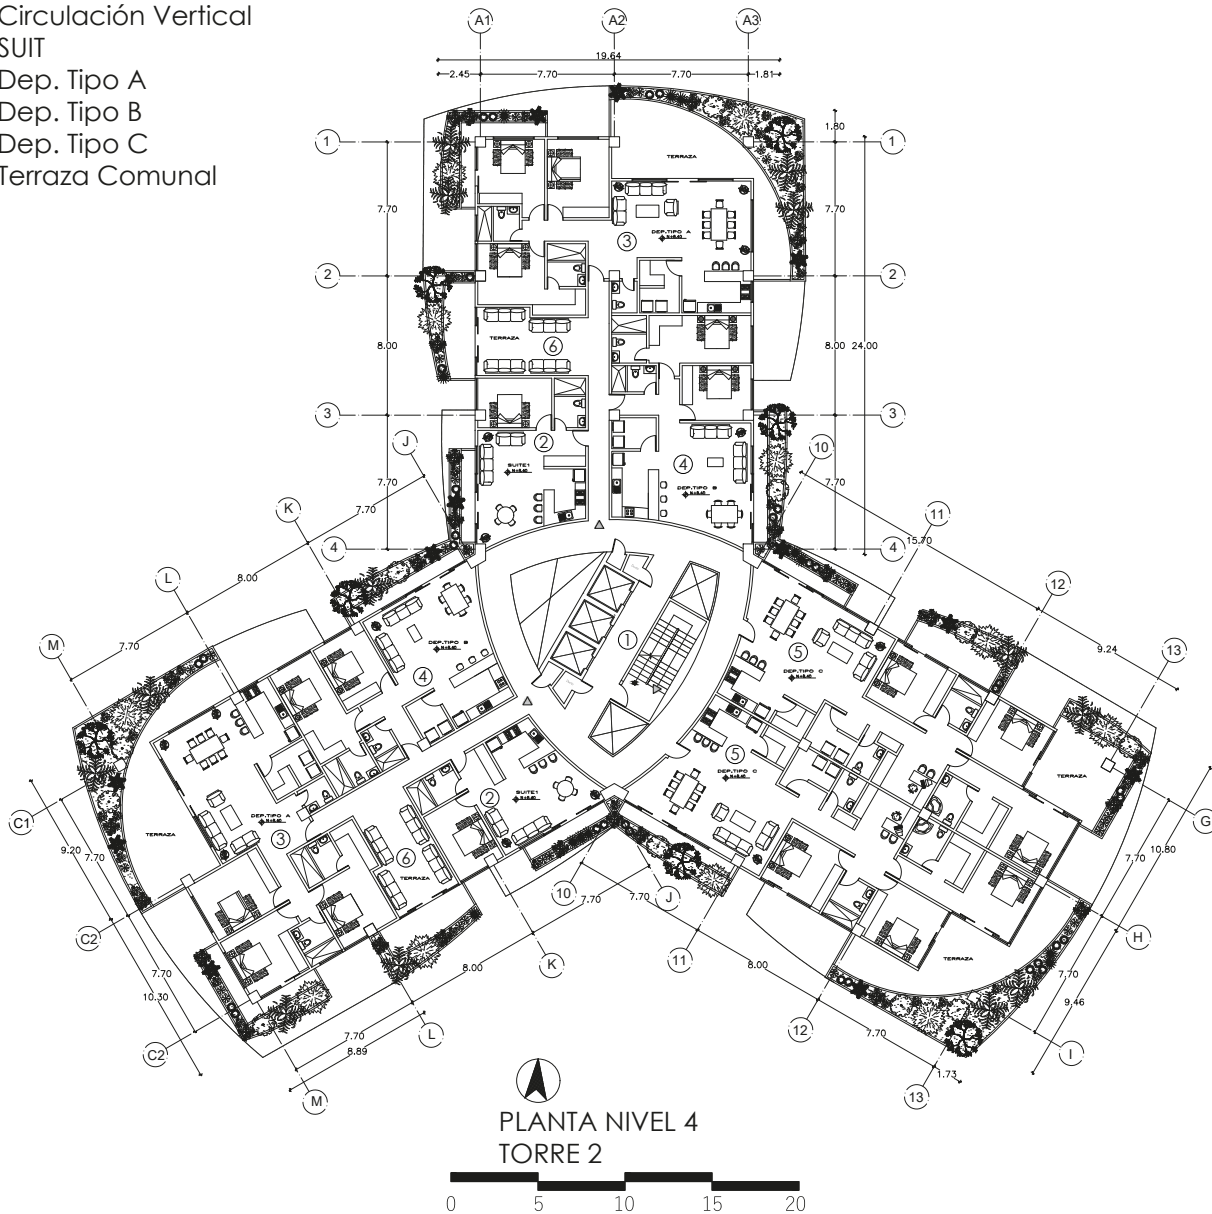 Circulación Vertical
SUIT
Dep. Tipo A
Dep. Tipo B
Dep. Tipo C
Terraza Comunal
A1
A2
A3
19.64
2.45
7.70
7.70
1.81
1
1
1.80
TERRAZA
7.70
7.70
DEP.TIPO A
3
2
2
TERRAZA
6
8.00
8.00
24.00
3
3
J
2
10
SUITE1
4
DEP.TIPO B
7.70
7.70
K
11
4
4
15.70
L
8.00
12
M
7.70
1
9.24
13
DEP.TIPO B
4
DEP.TIPO C
5
DEP.TIPO C
5
TERRAZA
C1
G
SUITE1
2
DEP.TIPO A
3
TERRAZA
6
TERRAZA
9.20
7.70
7.70
10.80
10
7.70
7.70
J
C2
K
11
H
8.00
8.00
TERRAZA
7.70
10.30
7.70
9.46
C2
7.70
8.89
L
12
7.70
I
M
1.73
13
PLANTA NIVEL 4
TORRE 2
0 5 10 15 20